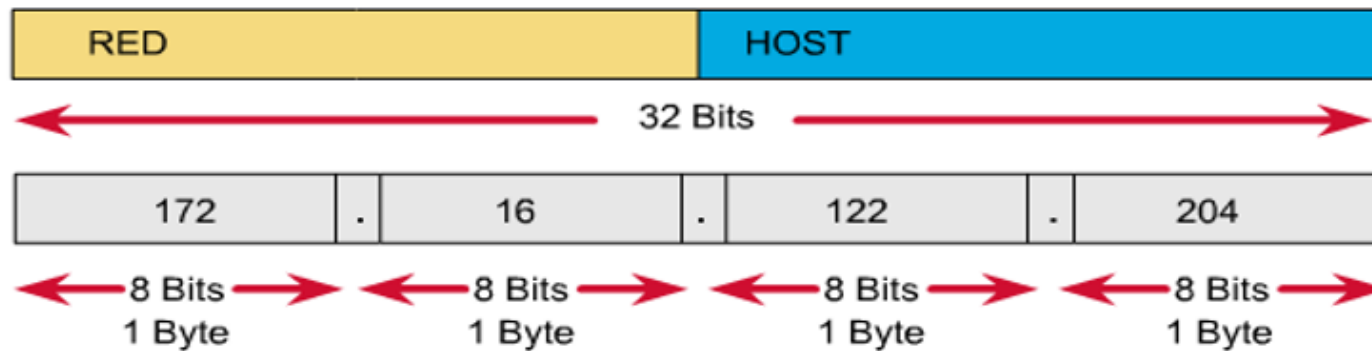 RED HOST
32 Bits
172 . 16 . 122 . 204
8 Bits 8 Bits 8 Bits 8 Bits
1 Byte 1 Byte 1 Byte 1 Byte